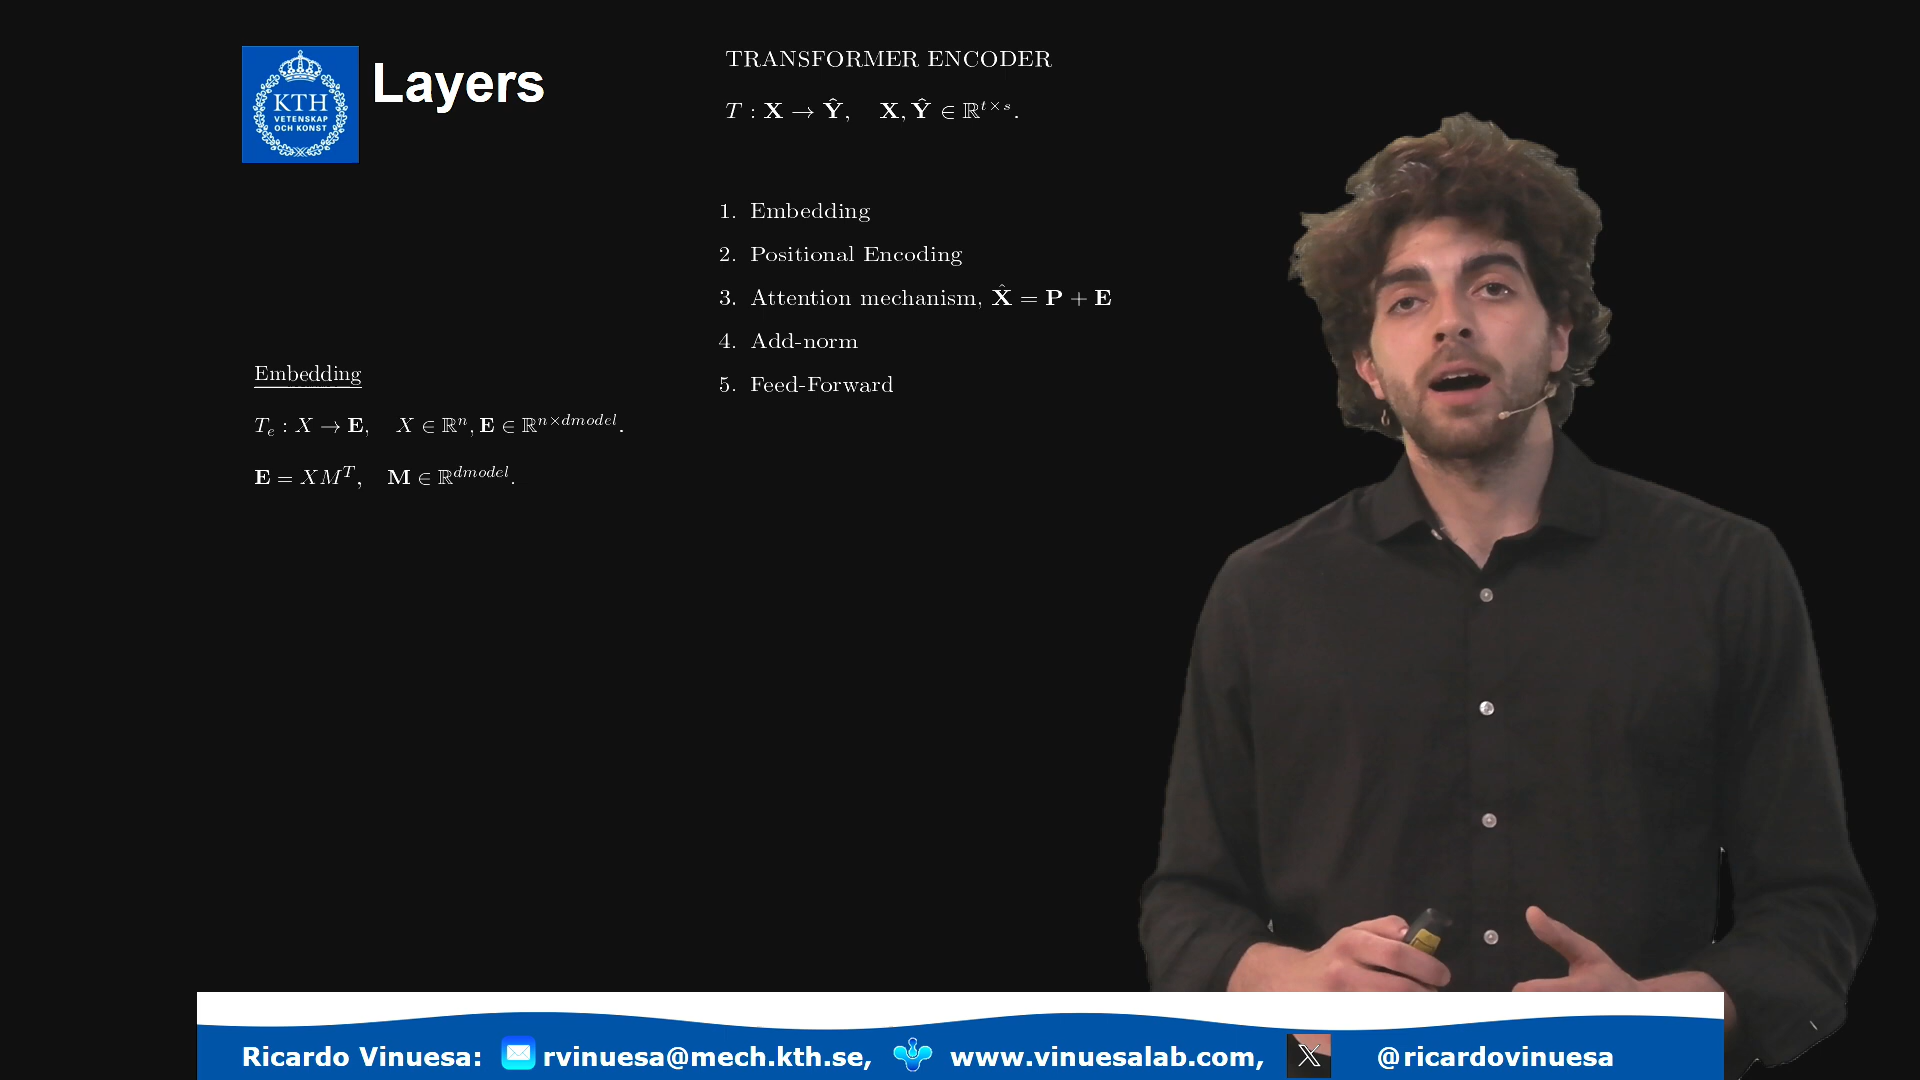 KTH
VETENSKAP
OCH KONST
Layers
TRANSFORMER ENCODER
T : X → Ŷ, X, Ŷ ∈ ℝ^{t×s}.
1. Embedding
2. Positional Encoding
3. Attention mechanism, X̂ = P + E
4. Add-norm
5. Feed-Forward
Embedding
T_e : X → E, X ∈ ℝ^n, E ∈ ℝ^{n×dmodel}.
E = XM^T, M ∈ ℝ^{dmodel}.
Ricardo Vinuesa: rvinuesa@mech.kth.se, www.vinuesalab.com, X @ricardovinuesa